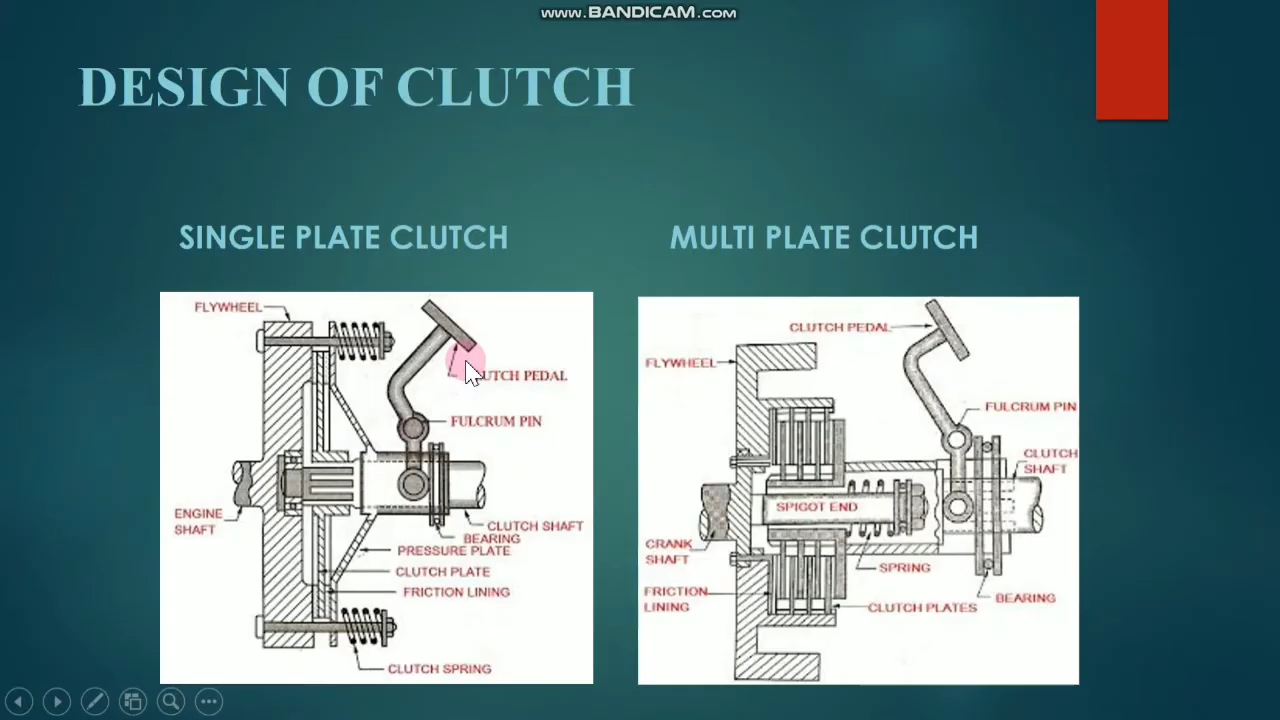 www.BANDICAM.com
DESIGN OF CLUTCH
SINGLE PLATE CLUTCH
FLYWHEEL
PEDAL
FULCRUM PIN
ENGINE
SHAFT
CLUTCH SHAFT
BEARING
PRESSURE PLATE
CLUTCH PLATE
FRICTION LINING
CLUTCH SPRING
MULTI PLATE CLUTCH
CLUTCH PEDAL
FLYWHEEL
FULCRUM PIN
CLUTCH
SHAFT
SPIGOT END
CRANK
SHAFT
SPRING
FRICTION
LINING
CLUTCH PLATES
BEARING